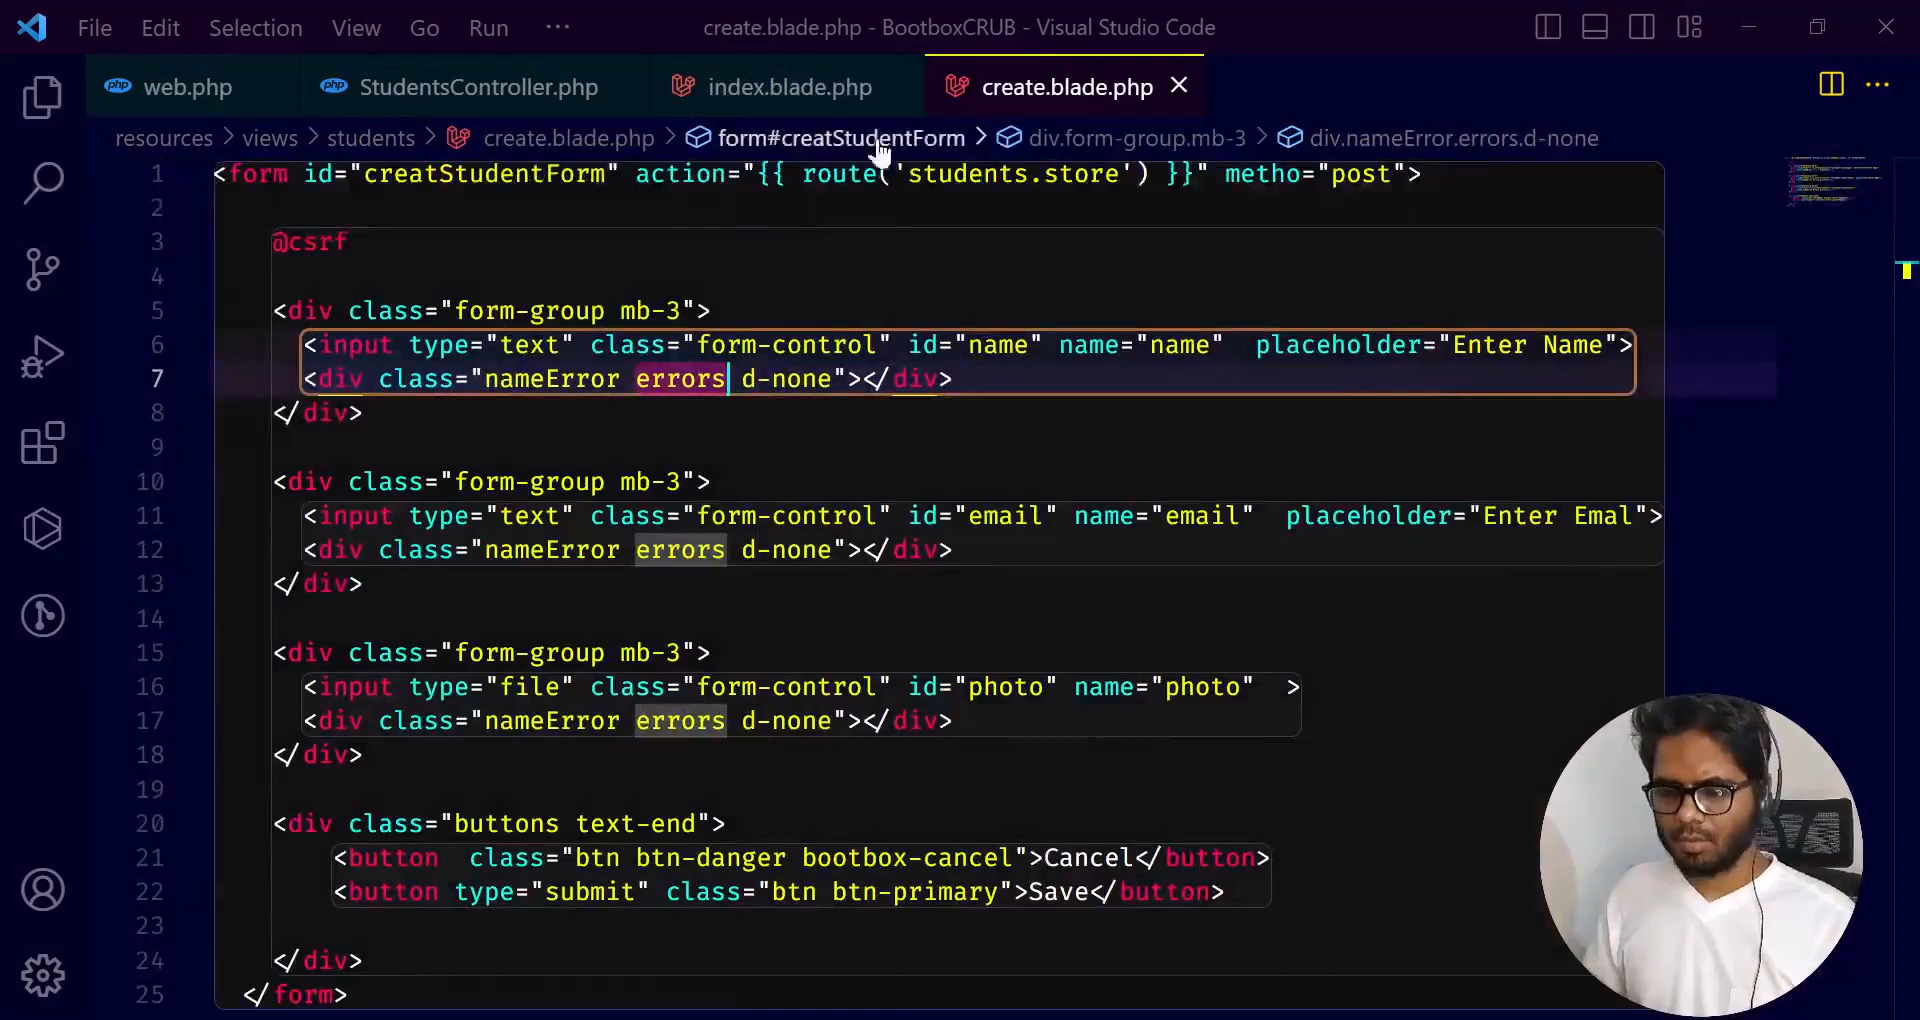 File Edit Selection View Go Run ··· create.blade.php - BootboxCRUB - Visual Studio Code
web.php StudentsController.php index.blade.php create.blade.php
resources > views > students > create.blade.php > form#creatStudentForm > div.form-group.mb-3 > div.nameError.errors.d-none
1 <form id="creatStudentForm" action="{{ route('students.store') }}" metho="post">
2
3 @csrf
4
5 <div class="form-group mb-3">
6 <input type="text" class="form-control" id="name" name="name"  placeholder="Enter Name">
7 <div class="nameError errors d-none"></div>
8 </div>
9
10 <div class="form-group mb-3">
11 <input type="text" class="form-control" id="email" name="email"  placeholder="Enter Emal">
12 <div class="nameError errors d-none"></div>
13 </div>
14
15 <div class="form-group mb-3">
16 <input type="file" class="form-control" id="photo" name="photo"  >
17 <div class="nameError errors d-none"></div>
18 </div>
19
20 <div class="buttons text-end">
21 <button  class="btn btn-danger bootbox-cancel">Cancel</button>
22 <button type="submit" class="btn btn-primary">Save</button>
23
24 </div>
25 </form>